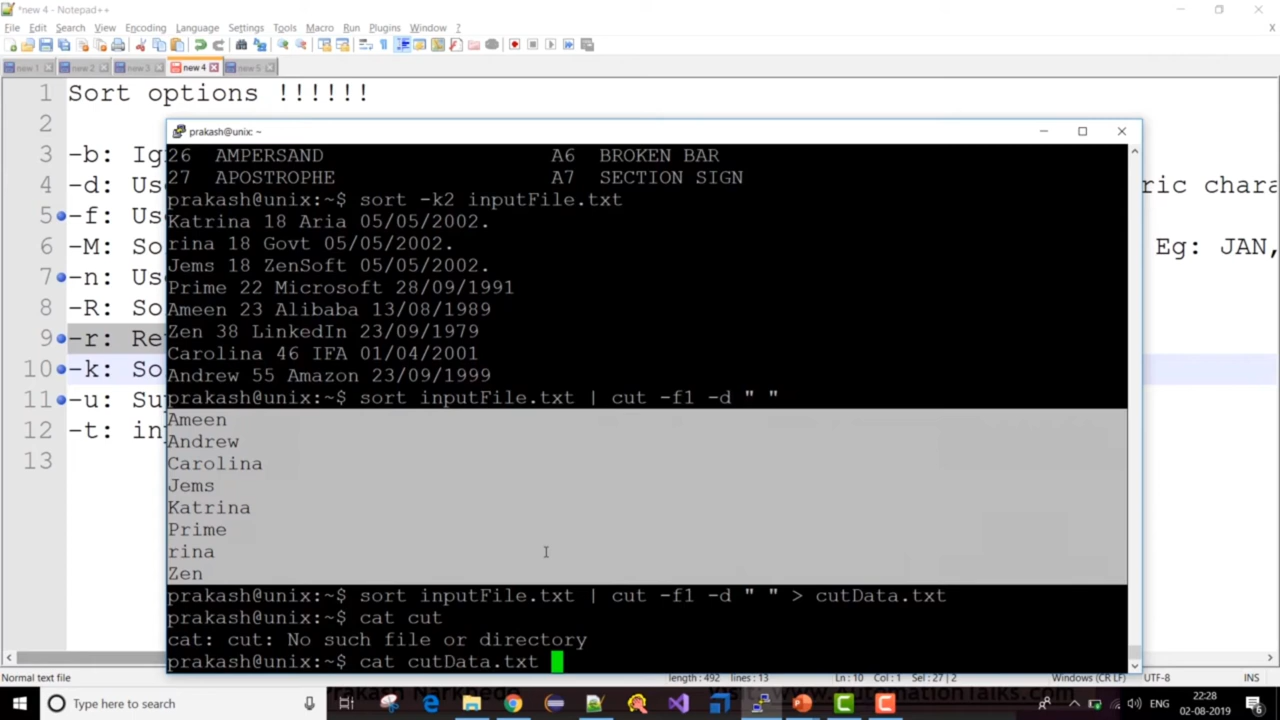 *new 4 - Notepad++
File Edit Search View Encoding Language Settings Tools Macro Run Plugins Window ?
X
new 1 new 2 new 3 new 4 new 5
1 Sort options !!!!!!
2
3 -b: Ig
4 -d: Us ric chara
5 -f: Us
6 -M: So Eg: JAN,
7 -n: Us
8 -R: So
9 -r: Re
10 -k: So
11 -u: Su
12 -t: in
13
prakash@unix: ~
26 AMPERSAND A6 BROKEN BAR
27 APOSTROPHE A7 SECTION SIGN
prakash@unix:~$ sort -k2 inputFile.txt
Katrina 18 Aria 05/05/2002.
rina 18 Govt 05/05/2002.
Jems 18 ZenSoft 05/05/2002.
Prime 22 Microsoft 28/09/1991
Ameen 23 Alibaba 13/08/1989
Zen 38 LinkedIn 23/09/1979
Carolina 46 IFA 01/04/2001
Andrew 55 Amazon 23/09/1999
prakash@unix:~$ sort inputFile.txt | cut -f1 -d " "
Ameen
Andrew
Carolina
Jems
Katrina
Prime
rina
Zen
prakash@unix:~$ sort inputFile.txt | cut -f1 -d " " > cutData.txt
prakash@unix:~$ cat cut
cat: cut: No such file or directory
prakash@unix:~$ cat cutData.txt
Normal text file length : 492 lines : 13 Ln : 10 Col : 1 Sel : 27 | 2 Windows (CR LF) UTF-8 INS
Type here to search ENG 22:28
02-08-2019 6